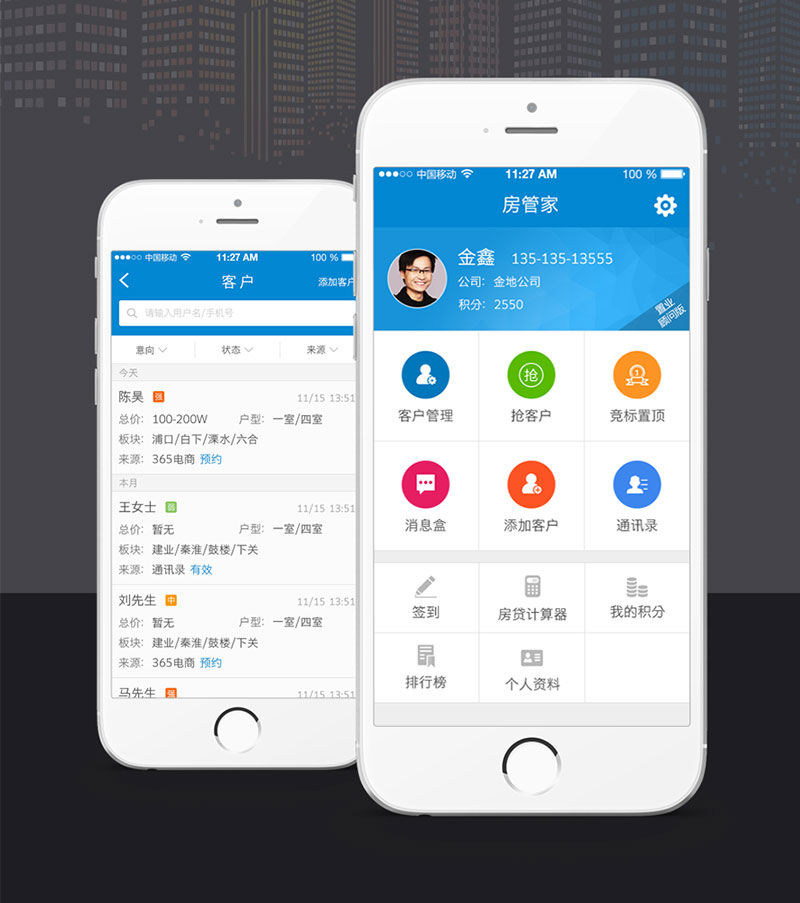 中国移动 11:27 AM 100 %
客户 添加客户
请输入用户名/手机号
意向 状态 来源
今天
陈昊 强 11/15 13:51
总价: 100-200W 户型: 一室/四室
板块: 浦口/白下/溧水/六合
来源: 365电商 预约
本月
王女士 弱 11/15 13:51
总价: 暂无 户型: 一室/四室
板块: 建业/秦淮/鼓楼/下关
来源: 通讯录 有效
刘先生 中 11/15 13:51
总价: 暂无 户型: 一室/四室
板块: 建业/秦淮/鼓楼/下关
来源: 365电商 预约
马先生 强 11/15 13:51
中国移动 11:27 AM 100 %
房管家
金鑫 135-135-13555
公司: 金地公司
积分: 2550
置业
顾问版
抢
1
客户管理 抢客户 竞标置顶
消息盒 添加客户 通讯录
签到 房贷计算器 我的积分
排行榜 个人资料